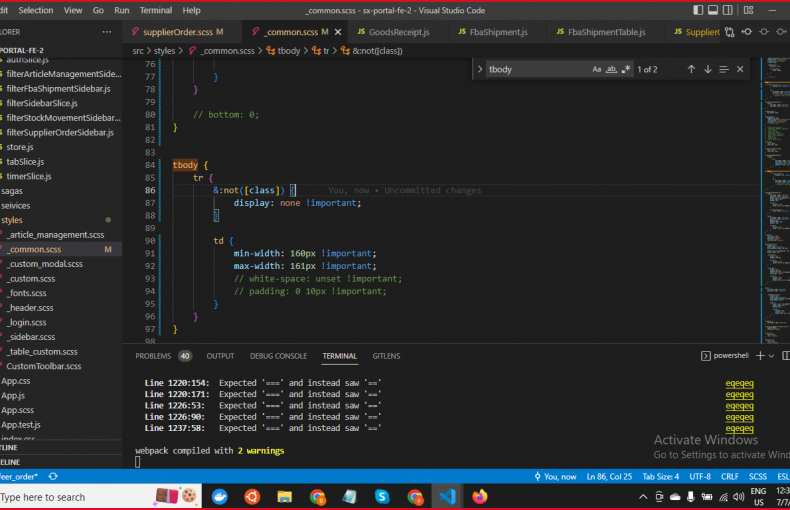 dit Selection View Go Run Terminal Help _common.scss - sx-portal-fe-2 - Visual Studio Code
LORER ···
supplierOrder.scss M _common.scss M GoodsReceipt.js FbaShipment.js FbaShipmentTable.js Supplier
PORTAL-FE-2
src > styles > _common.scss > tbody > tr > &:not([class])
authSlice.js
filterArticleManagementSide...
filterFbaShipmentSidebar.js
filterSidebarSlice.js
filterStockMovementSidebar...
filterSupplierOrderSidebar.js
store.js
tabSlice.js
timerSlice.js
sagas
seivices
styles
_article_management.scss
_common.scss M
_custom_modal.scss
_custom.scss
_fonts.scss
_header.scss
_login.scss
_sidebar.scss
_table_custom.scss
CustomToolbar.scss
App.css
App.js
App.scss
App.test.js
index.css
TLINE
ELINE
tbody Aa ab 1 of 2
76
77 }
78 }
79
80 // bottom: 0;
81 }
82
83
84 tbody {
85 tr {
86 &:not([class]) { You, now • Uncommitted changes
87 display: none !important;
88 }
89
90 td {
91 min-width: 160px !important;
92 max-width: 161px !important;
93 // white-space: unset !important;
94 // padding: 0 10px !important;
95 }
96 }
97 }
98
PROBLEMS 40 OUTPUT DEBUG CONSOLE TERMINAL GITLENS powershell
Line 1220:154: Expected '===' and instead saw '==' eqeqeq
Line 1220:171: Expected '===' and instead saw '==' eqeqeq
Line 1226:53: Expected '===' and instead saw '==' eqeqeq
Line 1226:90: Expected '===' and instead saw '==' eqeqeq
Line 1237:58: Expected '===' and instead saw '==' eqeqeq
webpack compiled with 2 warnings
Activate Windows
Go to Settings to activate Wind
feer_order* You, now Ln 86, Col 25 Tab Size: 4 UTF-8 CRLF SCSS ESL
Type here to search
ENG
US
12:3
7/7/